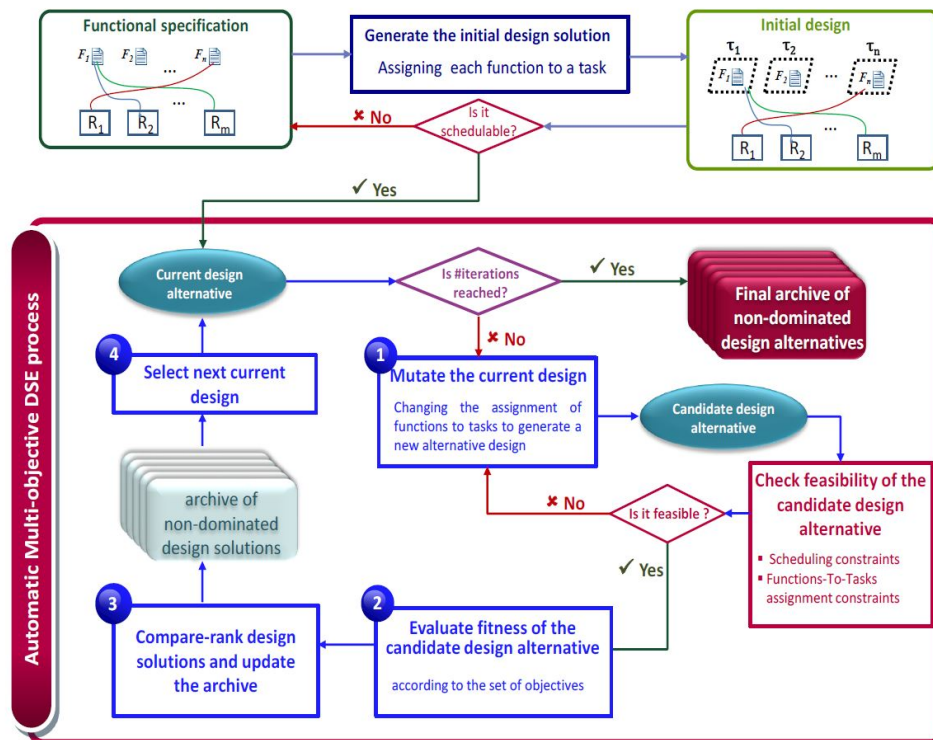 Functional specification
F1 F2 ... Fn
...
R1 R2 Rm
Generate the initial design solution
Assigning each function to a task
Initial design
τ1 τ2 τn
F1 F2 ... Fn
...
R1 R2 Rm
Is it
schedulable?
✘ No
✓ Yes
Automatic Multi-objective DSE process
Current design
alternative
Is #iterations
reached?
✓ Yes
Final archive of
non-dominated
design alternatives
✘ No
1
Mutate the current design
Changing the assignment of
functions to tasks to generate a
new alternative design
Candidate design
alternative
Check feasibility of the
candidate design
alternative
▪ Scheduling constraints
▪ Functions-To-Tasks
assignment constraints
Is it feasible ?
✘ No
✓ Yes
2
Evaluate fitness of the
candidate design alternative
according to the set of objectives
3
Compare-rank design
solutions and update
the archive
archive of
non-dominated
design solutions
4
Select next current
design